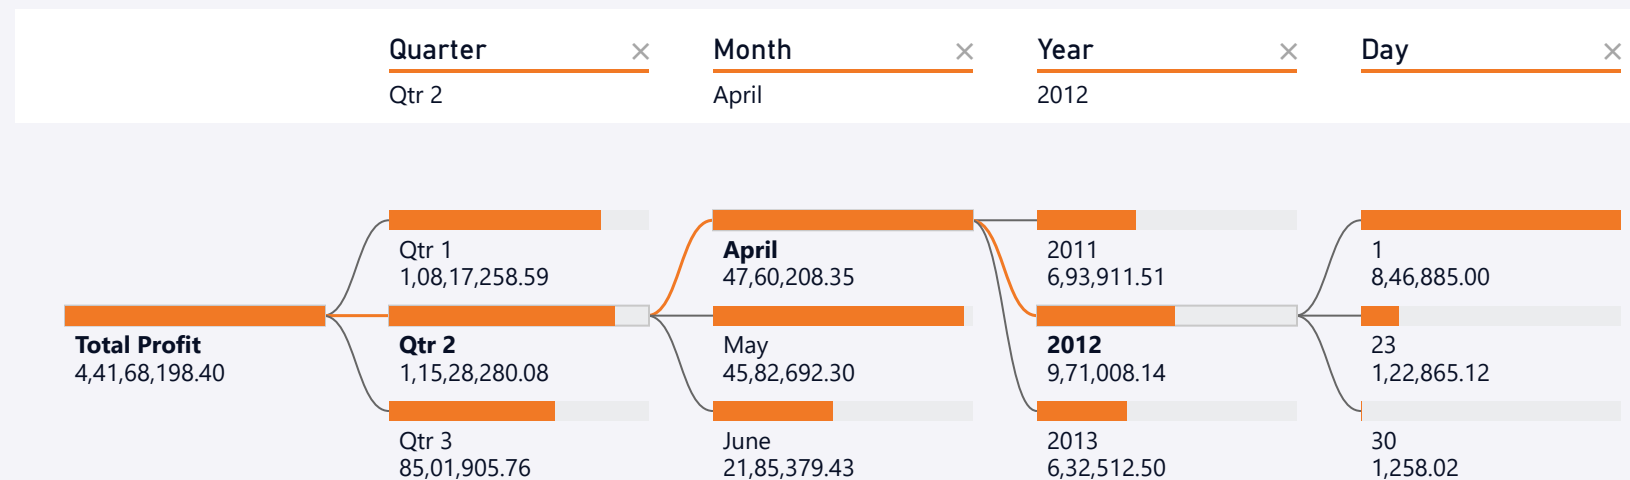 Quarter
Month
Year
Day
Qtr 2
April
2012
Qtr 1
1,08,17,258.59
April
47,60,208.35
2011
6,93,911.51
1
8,46,885.00
Total Profit
4,41,68,198.40
Qtr 2
1,15,28,280.08
May
45,82,692.30
2012
9,71,008.14
23
1,22,865.12
Qtr 3
85,01,905.76
June
21,85,379.43
2013
6,32,512.50
30
1,258.02